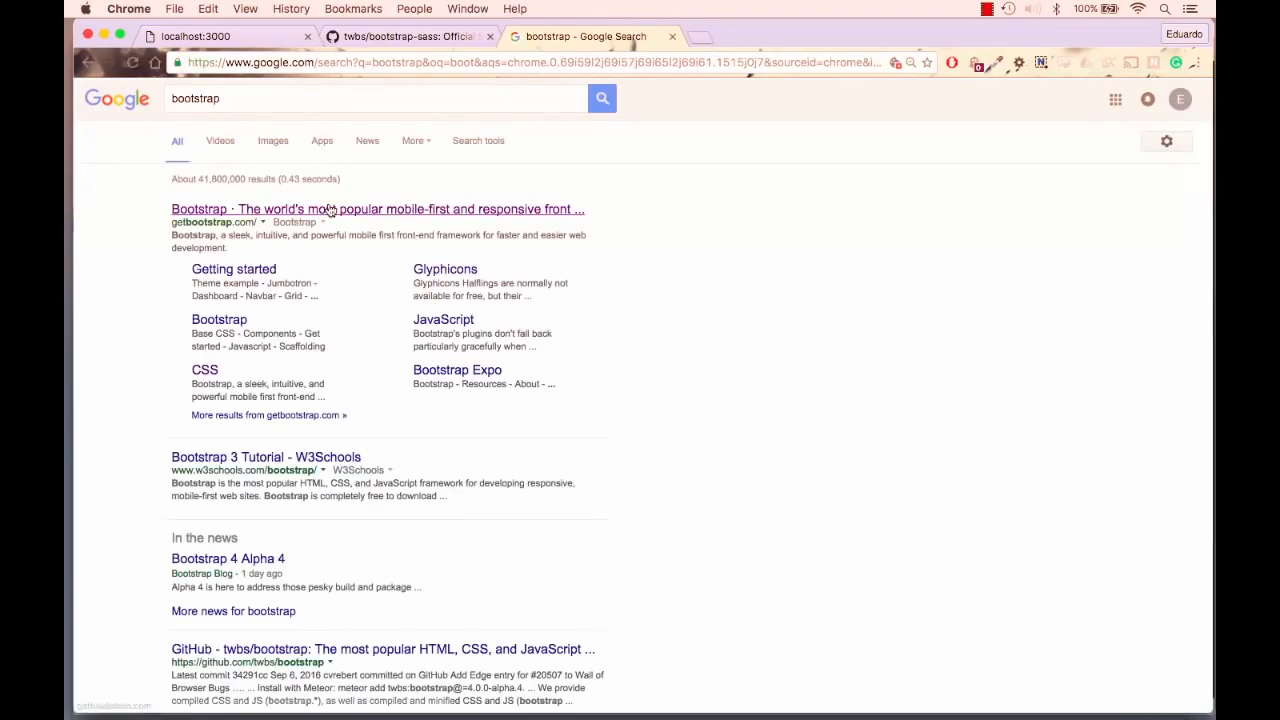 Chrome File Edit View History Bookmarks People Window Help 100%
localhost:3000 twbs/bootstrap-sass: Official S bootstrap - Google Search Eduardo
https://www.google.com/search?q=bootstrap&oq=boot&aqs=chrome.0.69i59l2j69i57j69i65l2j69i61.1515j0j7&sourceid=chrome&i...
Google bootstrap E
All Videos Images Apps News More Search tools
About 41,800,000 results (0.43 seconds)
Bootstrap · The world's most popular mobile-first and responsive front ...
getbootstrap.com/ Bootstrap
Bootstrap, a sleek, intuitive, and powerful mobile first front-end framework for faster and easier web
development.
Getting started
Theme example - Jumbotron -
Dashboard - Navbar - Grid - ...
Glyphicons
Glyphicons Halflings are normally not
available for free, but their ...
Bootstrap
Base CSS - Components - Get
started - Javascript - Scaffolding
JavaScript
Bootstrap's plugins don't fall back
particularly gracefully when ...
CSS
Bootstrap, a sleek, intuitive, and
powerful mobile first front-end ...
Bootstrap Expo
Bootstrap - Resources - About - ...
More results from getbootstrap.com »
Bootstrap 3 Tutorial - W3Schools
www.w3schools.com/bootstrap/ W3Schools
Bootstrap is the most popular HTML, CSS, and JavaScript framework for developing responsive,
mobile-first web sites. Bootstrap is completely free to download ...
In the news
Bootstrap 4 Alpha 4
Bootstrap Blog - 1 day ago
Alpha 4 is here to address those pesky build and package ...
More news for bootstrap
GitHub - twbs/bootstrap: The most popular HTML, CSS, and JavaScript ...
https://github.com/twbs/bootstrap
Latest commit 34291cc Sep 6, 2016 cvrebert committed on GitHub Add Edge entry for #20507 to Wall of
Browser Bugs .... ... Install with Meteor: meteor add twbs:bootstrap@=4.0.0-alpha.4. ... We provide
compiled CSS and JS (bootstrap.*), as well as compiled and minified CSS and JS (bootstrap ...